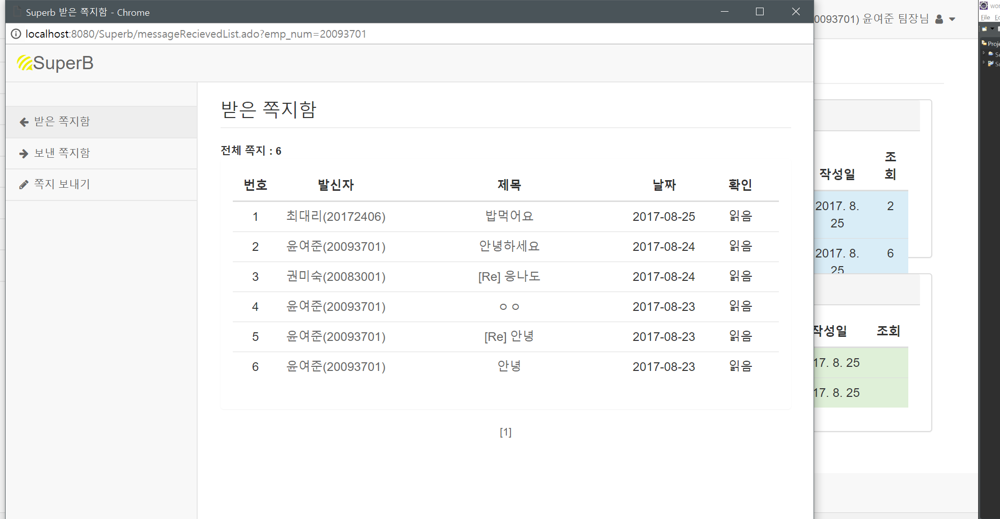 Superb 받은 쪽지함 - Chrome
localhost:8080/Superb/messageRecievedList.ado?emp_num=20093701
SuperB
받은 쪽지함
보낸 쪽지함
쪽지 보내기
받은 쪽지함
전체 쪽지 : 6
번호 발신자 제목 날짜 확인
1 최대리(20172406) 밥먹어요 2017-08-25 읽음
2 윤여준(20093701) 안녕하세요 2017-08-24 읽음
3 권미숙(20083001) [Re] 응나도 2017-08-24 읽음
4 윤여준(20093701) ㅇㅇ 2017-08-23 읽음
5 윤여준(20093701) [Re] 안녕 2017-08-23 읽음
6 윤여준(20093701) 안녕 2017-08-23 읽음
[1]
0093701) 윤여준 팀장님
작성일 조회
2017. 8. 25 2
2017. 8. 25 6
작성일 조회
17. 8. 25
17. 8. 25
File